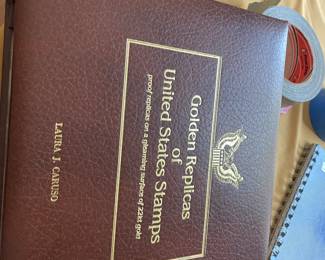 Golden Replicas
of
United States Stamps
proof replicas on a gleaming surface of 22kt gold
LAURA J. CARUSO